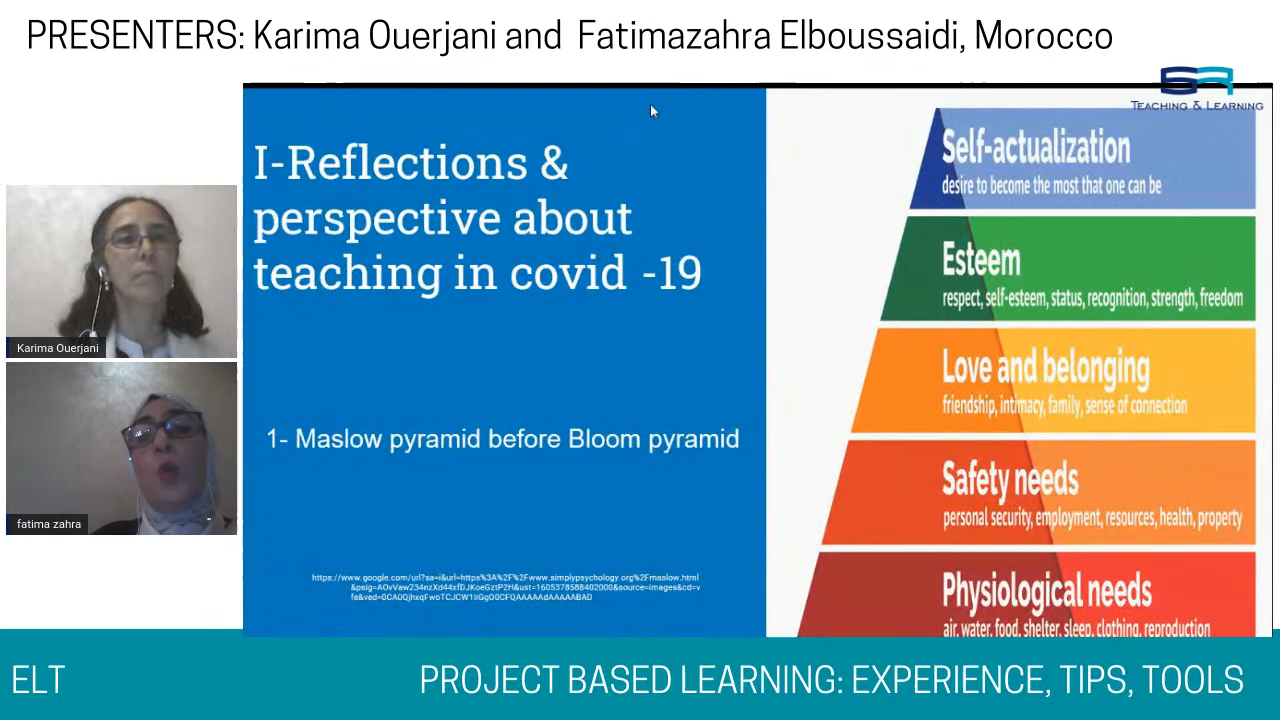 PRESENTERS: Karima Ouerjani and Fatimazahra Elboussaidi, Morocco
TEACHING & LEARNING
I-Reflections &
perspective about
teaching in covid -19
1- Maslow pyramid before Bloom pyramid
Self-actualization
desire to become the most that one can be
Esteem
respect, self-esteem, status, recognition, strength, freedom
Love and belonging
friendship, intimacy, family, sense of connection
Safety needs
personal security, employment, resources, health, property
Physiological needs
air, water, food, shelter, sleep, clothing, reproduction
Karima Ouerjani
fatima zahra
ELT
PROJECT BASED LEARNING: EXPERIENCE, TIPS, TOOLS